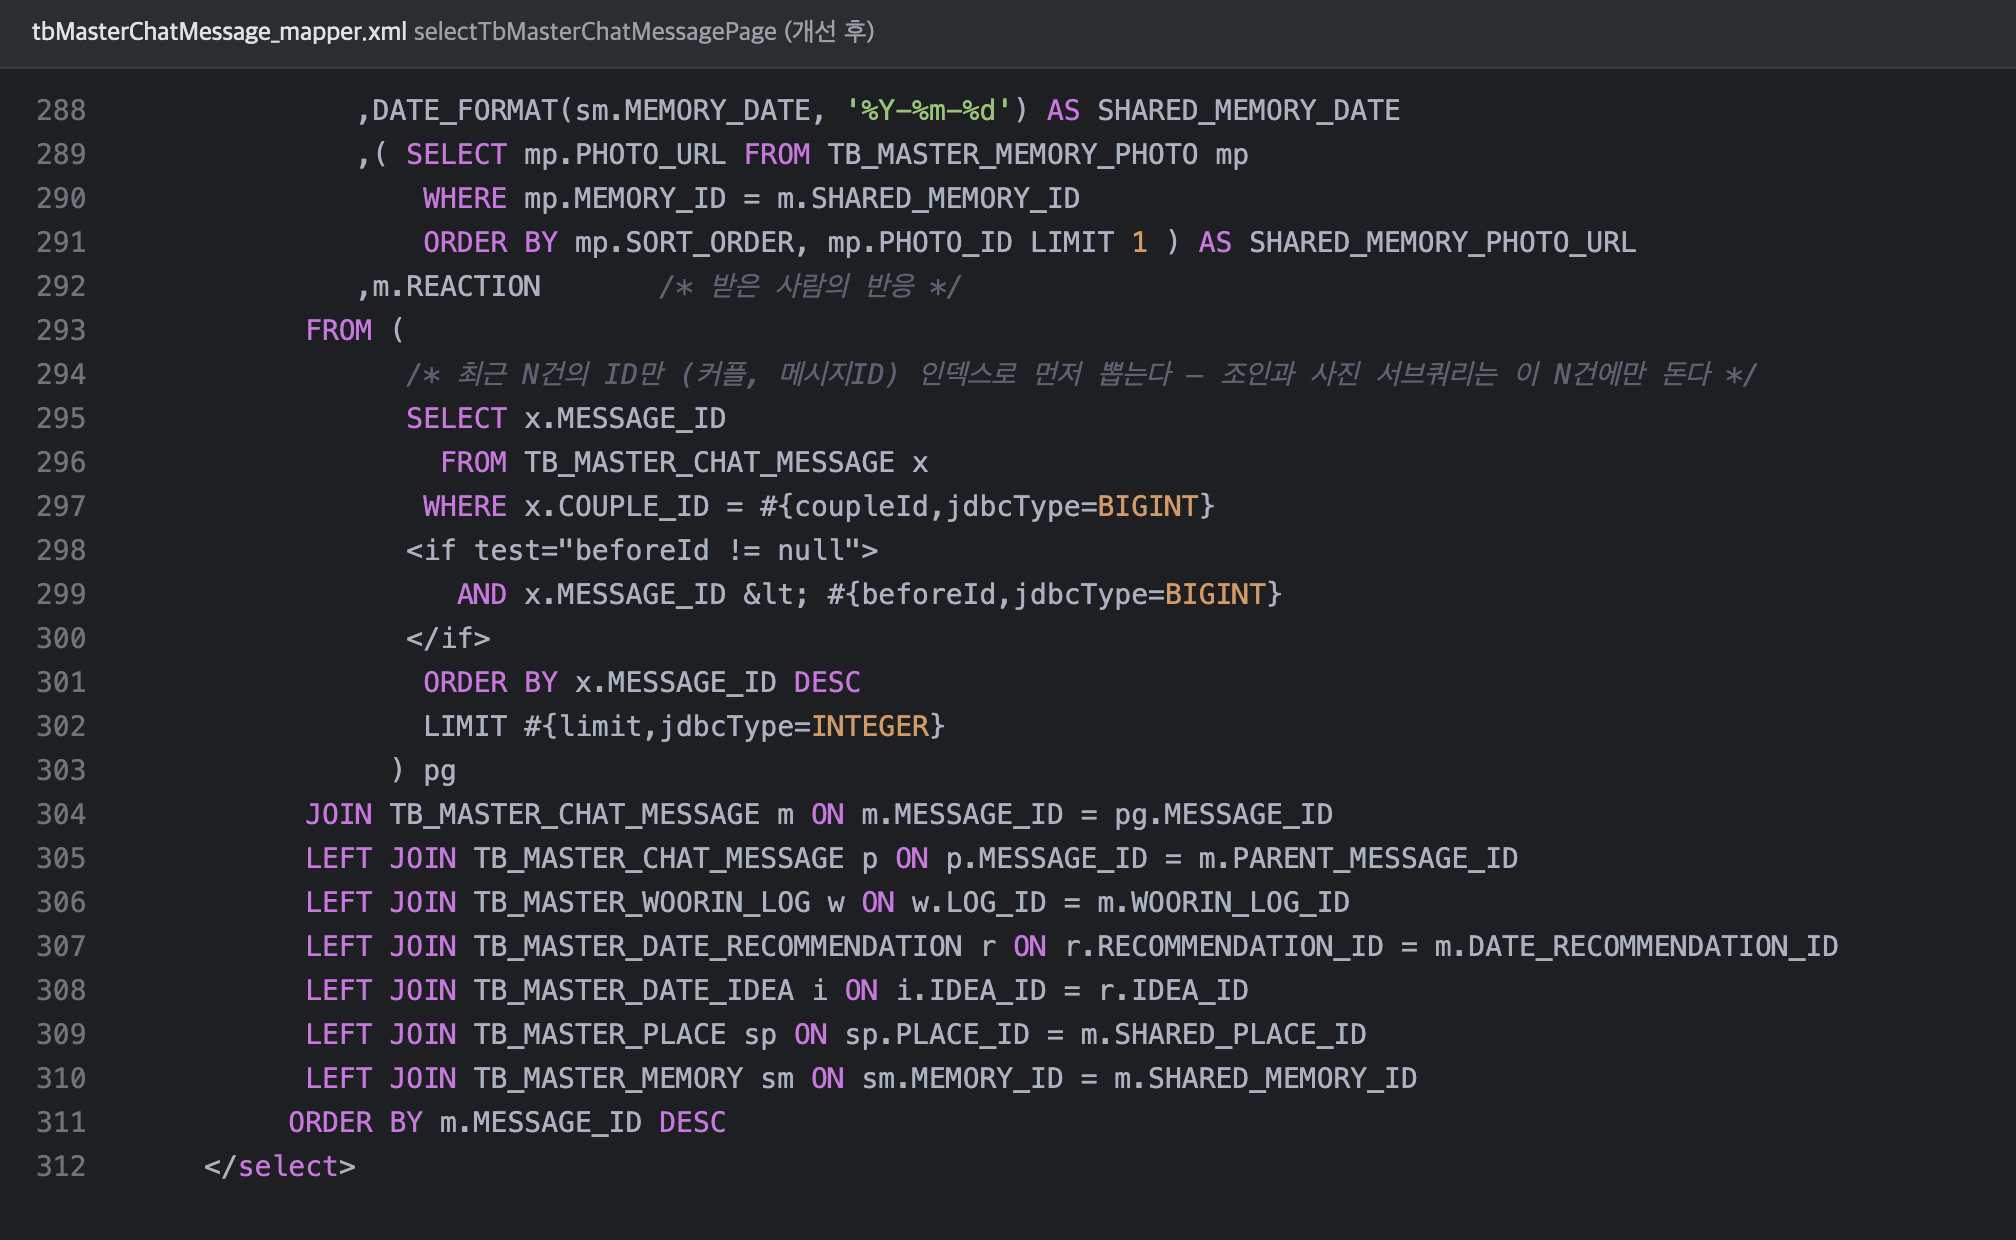 tbMasterChatMessage_mapper.xml selectTbMasterChatMessagePage (개선 후)
288 ,DATE_FORMAT(sm.MEMORY_DATE, '%Y-%m-%d') AS SHARED_MEMORY_DATE
289 ,( SELECT mp.PHOTO_URL FROM TB_MASTER_MEMORY_PHOTO mp
290 WHERE mp.MEMORY_ID = m.SHARED_MEMORY_ID
291 ORDER BY mp.SORT_ORDER, mp.PHOTO_ID LIMIT 1 ) AS SHARED_MEMORY_PHOTO_URL
292 ,m.REACTION /* 받은 사람의 반응 */
293 FROM (
294 /* 최근 N건의 ID만 (커플, 메시지ID) 인덱스로 먼저 뽑는다 — 조인과 사진 서브쿼리는 이 N건에만 돈다 */
295 SELECT x.MESSAGE_ID
296 FROM TB_MASTER_CHAT_MESSAGE x
297 WHERE x.COUPLE_ID = #{coupleId,jdbcType=BIGINT}
298 <if test="beforeId != null">
299 AND x.MESSAGE_ID &lt; #{beforeId,jdbcType=BIGINT}
300 </if>
301 ORDER BY x.MESSAGE_ID DESC
302 LIMIT #{limit,jdbcType=INTEGER}
303 ) pg
304 JOIN TB_MASTER_CHAT_MESSAGE m ON m.MESSAGE_ID = pg.MESSAGE_ID
305 LEFT JOIN TB_MASTER_CHAT_MESSAGE p ON p.MESSAGE_ID = m.PARENT_MESSAGE_ID
306 LEFT JOIN TB_MASTER_WOORIN_LOG w ON w.LOG_ID = m.WOORIN_LOG_ID
307 LEFT JOIN TB_MASTER_DATE_RECOMMENDATION r ON r.RECOMMENDATION_ID = m.DATE_RECOMMENDATION_ID
308 LEFT JOIN TB_MASTER_DATE_IDEA i ON i.IDEA_ID = r.IDEA_ID
309 LEFT JOIN TB_MASTER_PLACE sp ON sp.PLACE_ID = m.SHARED_PLACE_ID
310 LEFT JOIN TB_MASTER_MEMORY sm ON sm.MEMORY_ID = m.SHARED_MEMORY_ID
311 ORDER BY m.MESSAGE_ID DESC
312 </select>